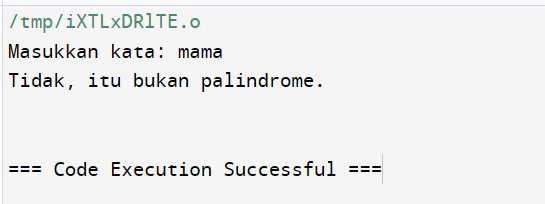 /tmp/iXTLxDRlTE.o
Masukkan kata: mama
Tidak, itu bukan palindrome.
=== Code Execution Successful ===